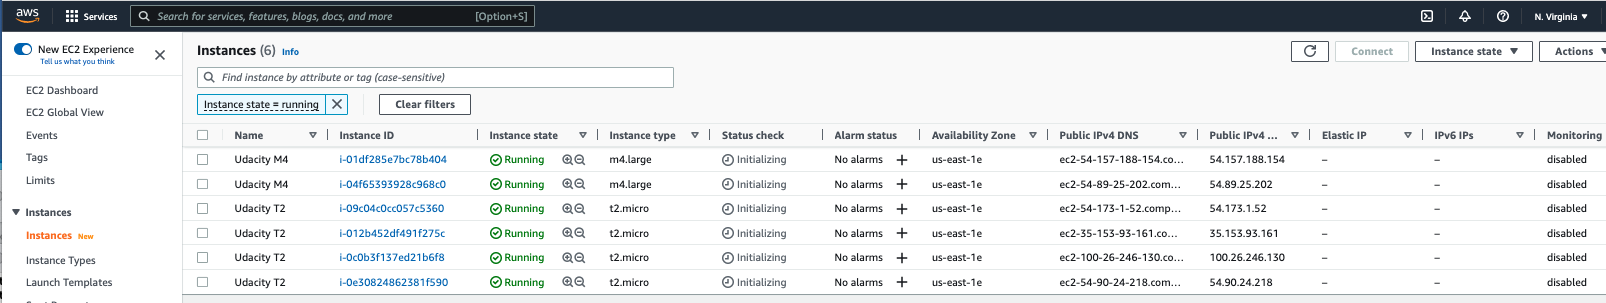 aws Services Search for services, features, blogs, docs, and more [Option+S] N. Virginia ▼
New EC2 Experience
Tell us what you think
EC2 Dashboard
EC2 Global View
Events
Tags
Limits
Instances
Instances New
Instance Types
Launch Templates
Instances (6) Info
Connect Instance state ▼ Actions
Find instance by attribute or tag (case-sensitive)
Instance state = running Clear filters
Name Instance ID Instance state Instance type Status check Alarm status Availability Zone Public IPv4 DNS Public IPv4 ... Elastic IP IPv6 IPs Monitoring
Udacity M4 i-01df285e7bc78b404 Running m4.large Initializing No alarms + us-east-1e ec2-54-157-188-154.co... 54.157.188.154 – – disabled
Udacity M4 i-04f65393928c968c0 Running m4.large Initializing No alarms + us-east-1e ec2-54-89-25-202.com... 54.89.25.202 – – disabled
Udacity T2 i-09c04c0cc057c5360 Running t2.micro Initializing No alarms + us-east-1e ec2-54-173-1-52.comp... 54.173.1.52 – – disabled
Udacity T2 i-012b452df491f275c Running t2.micro Initializing No alarms + us-east-1e ec2-35-153-93-161.co... 35.153.93.161 – – disabled
Udacity T2 i-0c0b3f137ed21b6f8 Running t2.micro Initializing No alarms + us-east-1e ec2-100-26-246-130.co... 100.26.246.130 – – disabled
Udacity T2 i-0e30824862381f590 Running t2.micro Initializing No alarms + us-east-1e ec2-54-90-24-218.com... 54.90.24.218 – – disabled